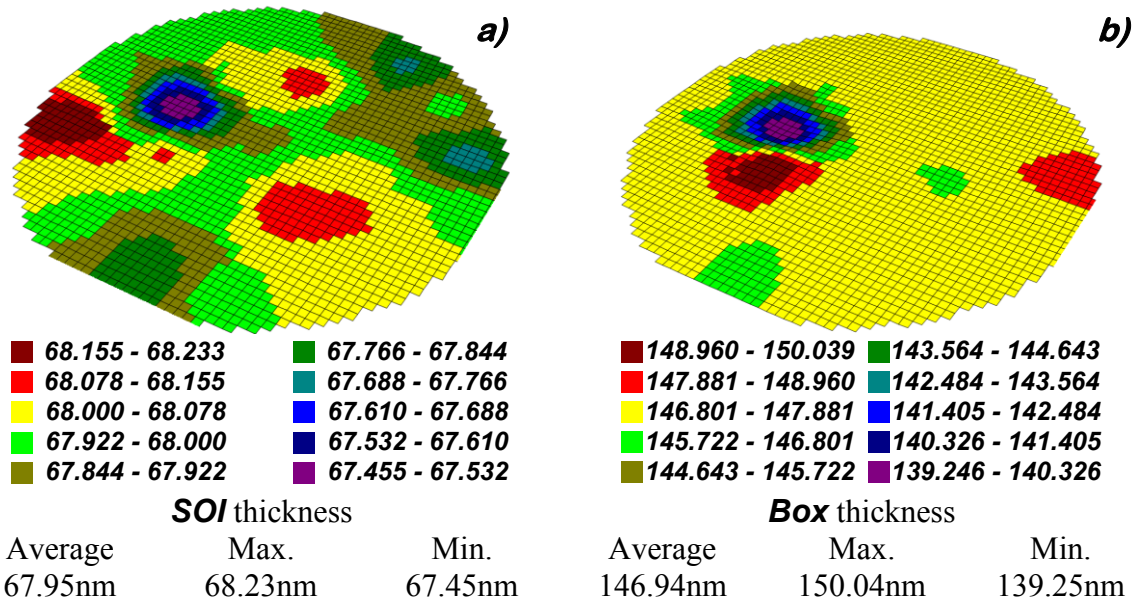 a) b)
68.155 - 68.233 67.766 - 67.844 148.960 - 150.039 143.564 - 144.643
68.078 - 68.155 67.688 - 67.766 147.881 - 148.960 142.484 - 143.564
68.000 - 68.078 67.610 - 67.688 146.801 - 147.881 141.405 - 142.484
67.922 - 68.000 67.532 - 67.610 145.722 - 146.801 140.326 - 141.405
67.844 - 67.922 67.455 - 67.532 144.643 - 145.722 139.246 - 140.326
SOI thickness Box thickness
Average Max. Min. Average Max. Min.
67.95nm 68.23nm 67.45nm 146.94nm 150.04nm 139.25nm